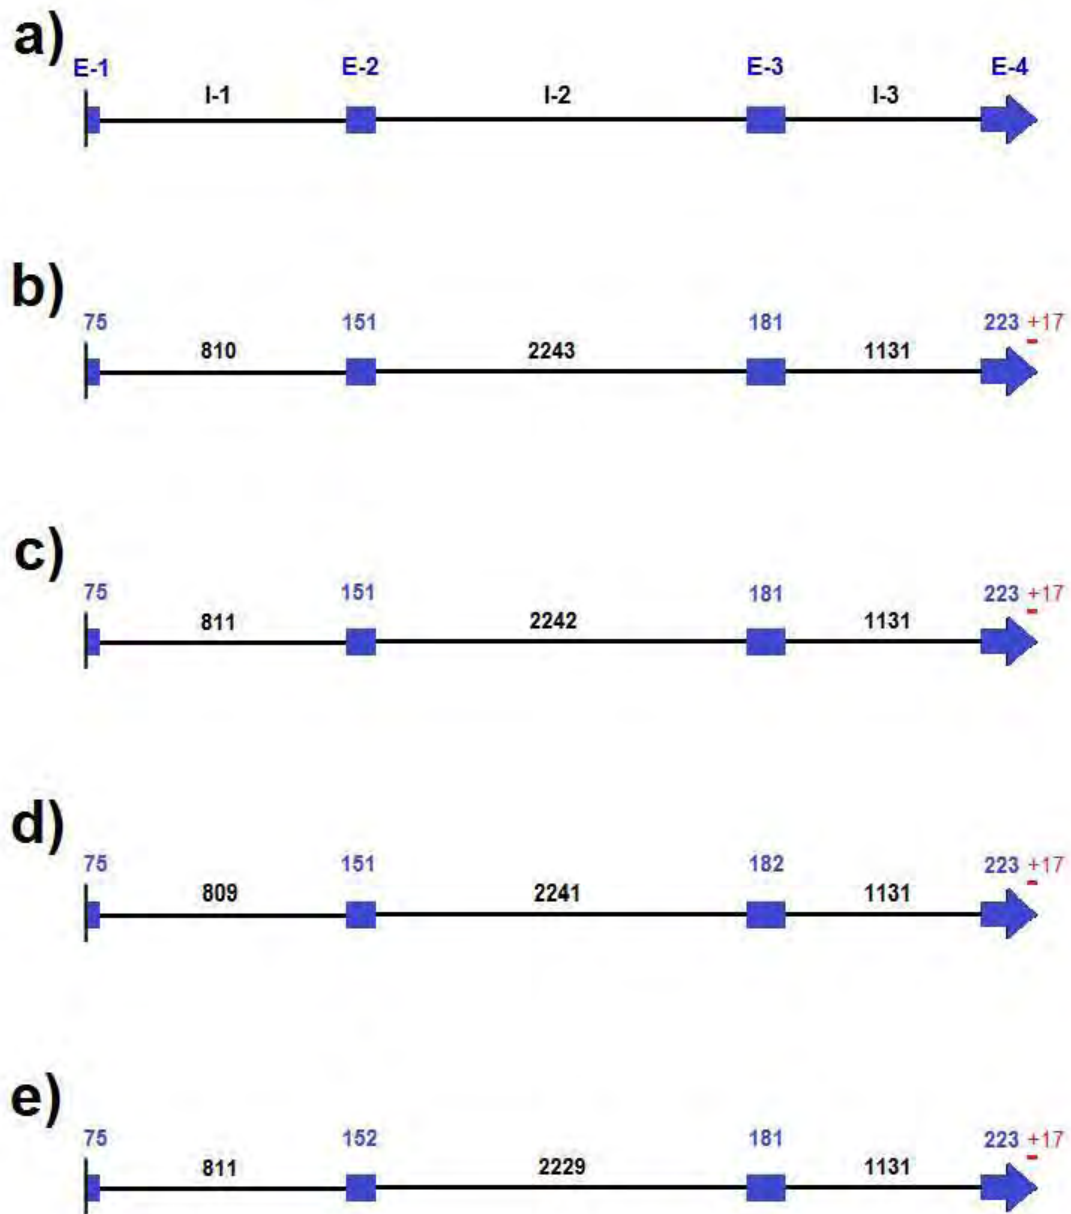 a)
E-1 E-2 E-3 E-4
I-1 I-2 I-3
b)
75 151 181 223 +17
810 2243 1131
c)
75 151 181 223 +17
811 2242 1131
d)
75 151 182 223 +17
809 2241 1131
e)
75 152 181 223 +17
811 2229 1131